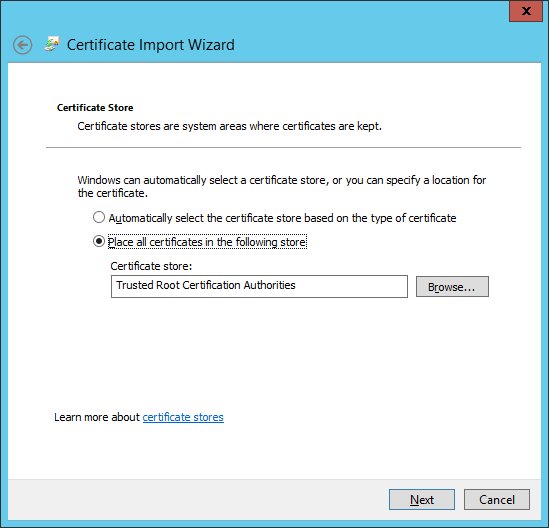 x
Certificate Import Wizard
Certificate Store
Certificate stores are system areas where certificates are kept.
Windows can automatically select a certificate store, or you can specify a location for
the certificate.
Automatically select the certificate store based on the type of certificate
Place all certificates in the following store
Certificate store:
Trusted Root Certification Authorities
Browse...
Learn more about certificate stores
Next
Cancel